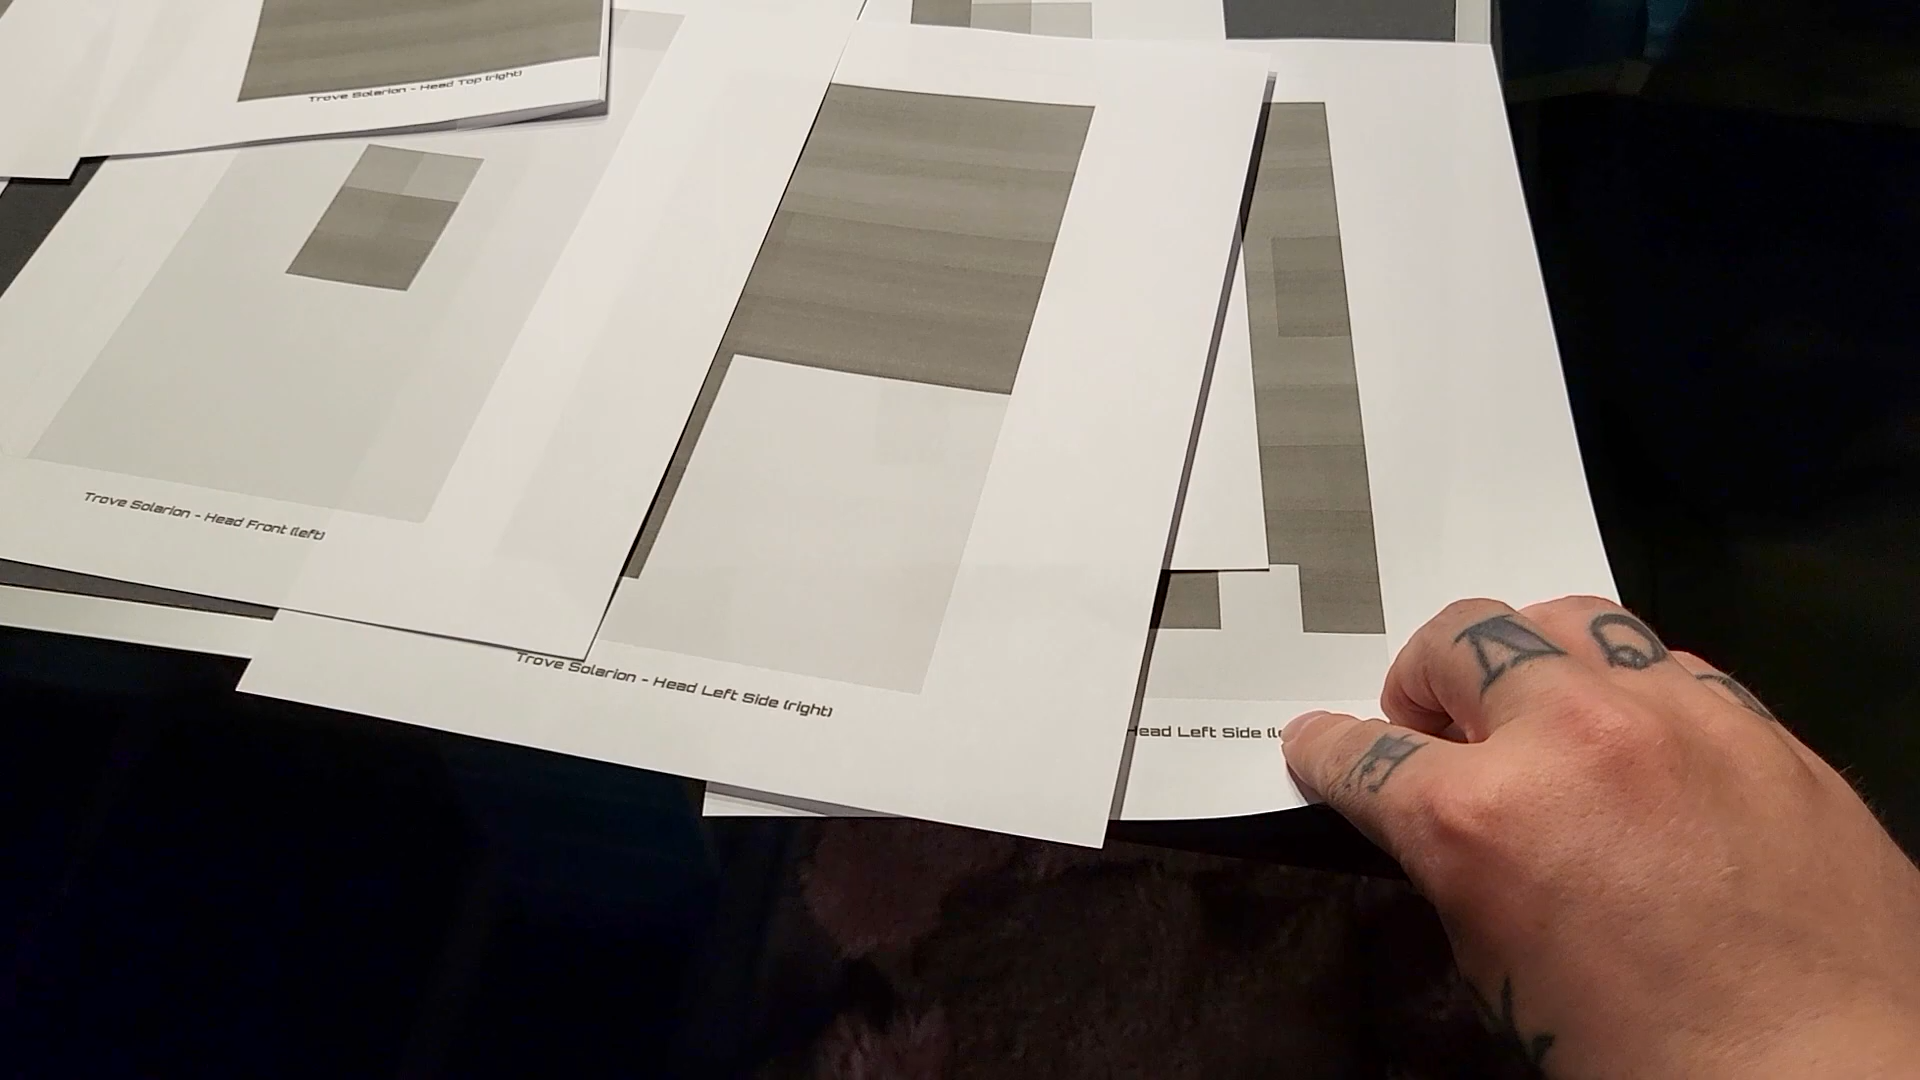 Trove Solarion - Head Top (right)
Trove Solarion - Head Front (left)
Trove Solarion - Head Left Side (right)
Head Left Side